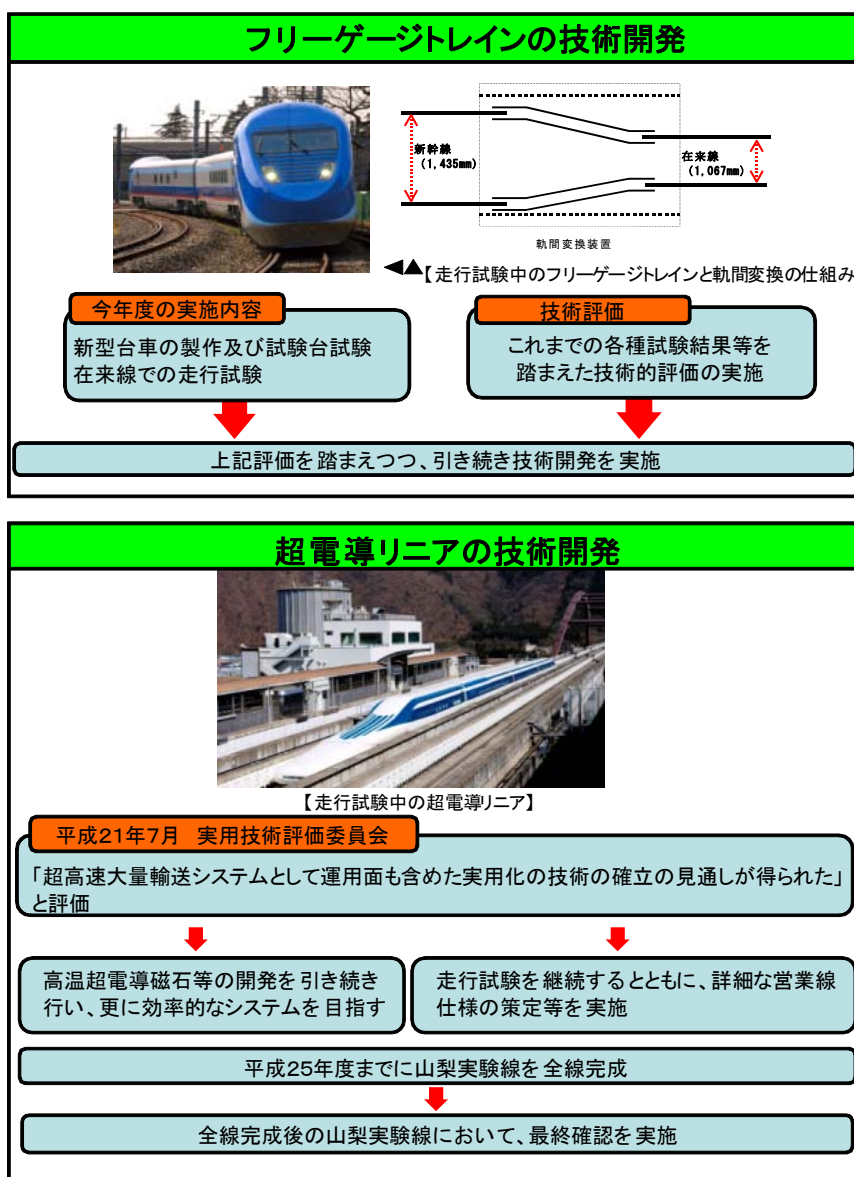 フリーゲージトレインの技術開発
新幹線
(1,435mm)
在来線
(1,067mm)
軌間変換装置
◀▲【走行試験中のフリーゲージトレインと軌間変換の仕組み
今年度の実施内容
新型台車の製作及び試験台試験
在来線での走行試験
技術評価
これまでの各種試験結果等を
踏まえた技術的評価の実施
上記評価を踏まえつつ、引き続き技術開発を実施
超電導リニアの技術開発
【走行試験中の超電導リニア】
平成21年7月 実用技術評価委員会
「超高速大量輸送システムとして運用面も含めた実用化の技術の確立の見通しが得られた」
と評価
高温超電導磁石等の開発を引き続き
行い、更に効率的なシステムを目指す
走行試験を継続するとともに、詳細な営業線
仕様の策定等を実施
平成25年度までに山梨実験線を全線完成
全線完成後の山梨実験線において、最終確認を実施